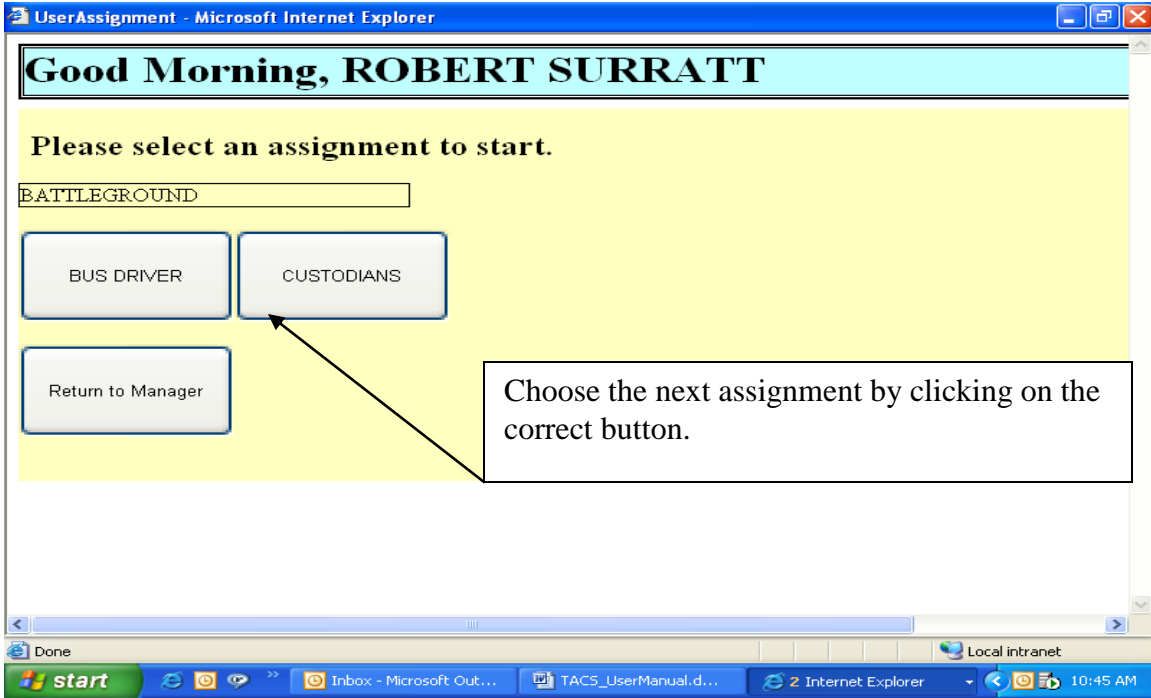 UserAssignment - Microsoft Internet Explorer
Good Morning, ROBERT SURRATT
Please select an assignment to start.
BATTLEGROUND
BUS DRIVER
CUSTODIANS
Return to Manager
Choose the next assignment by clicking on the
correct button.
Done
Local intranet
start
Inbox - Microsoft Out...
TACS_UserManual.d...
2 Internet Explorer
10:45 AM